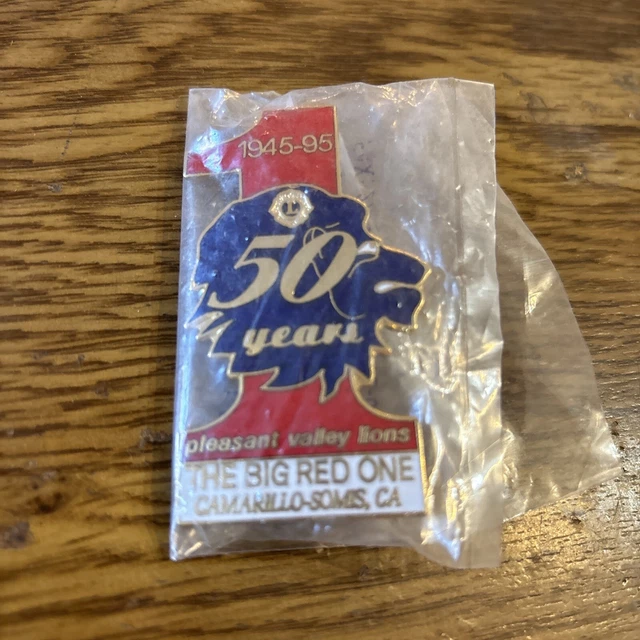 1945-95
L
50
years
pleasant valley lions
THE BIG RED ONE
CAMARILLO-SOMIS, CA